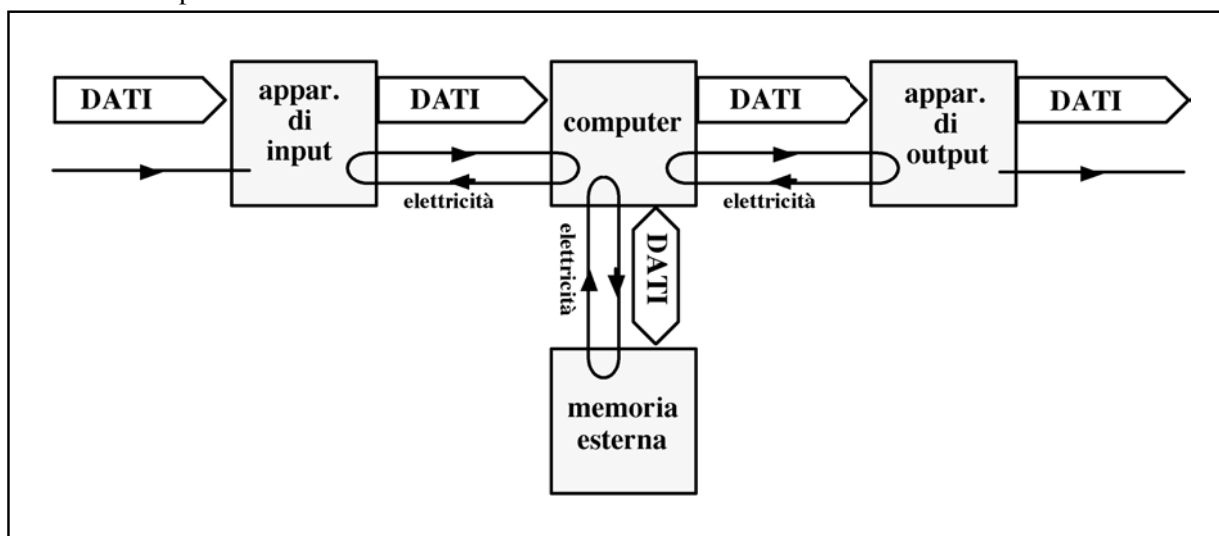 DATI
appar.
di
input
DATI
computer
DATI
appar.
di
output
DATI
elettricità
elettricità
elettricità
DATI
memoria
esterna